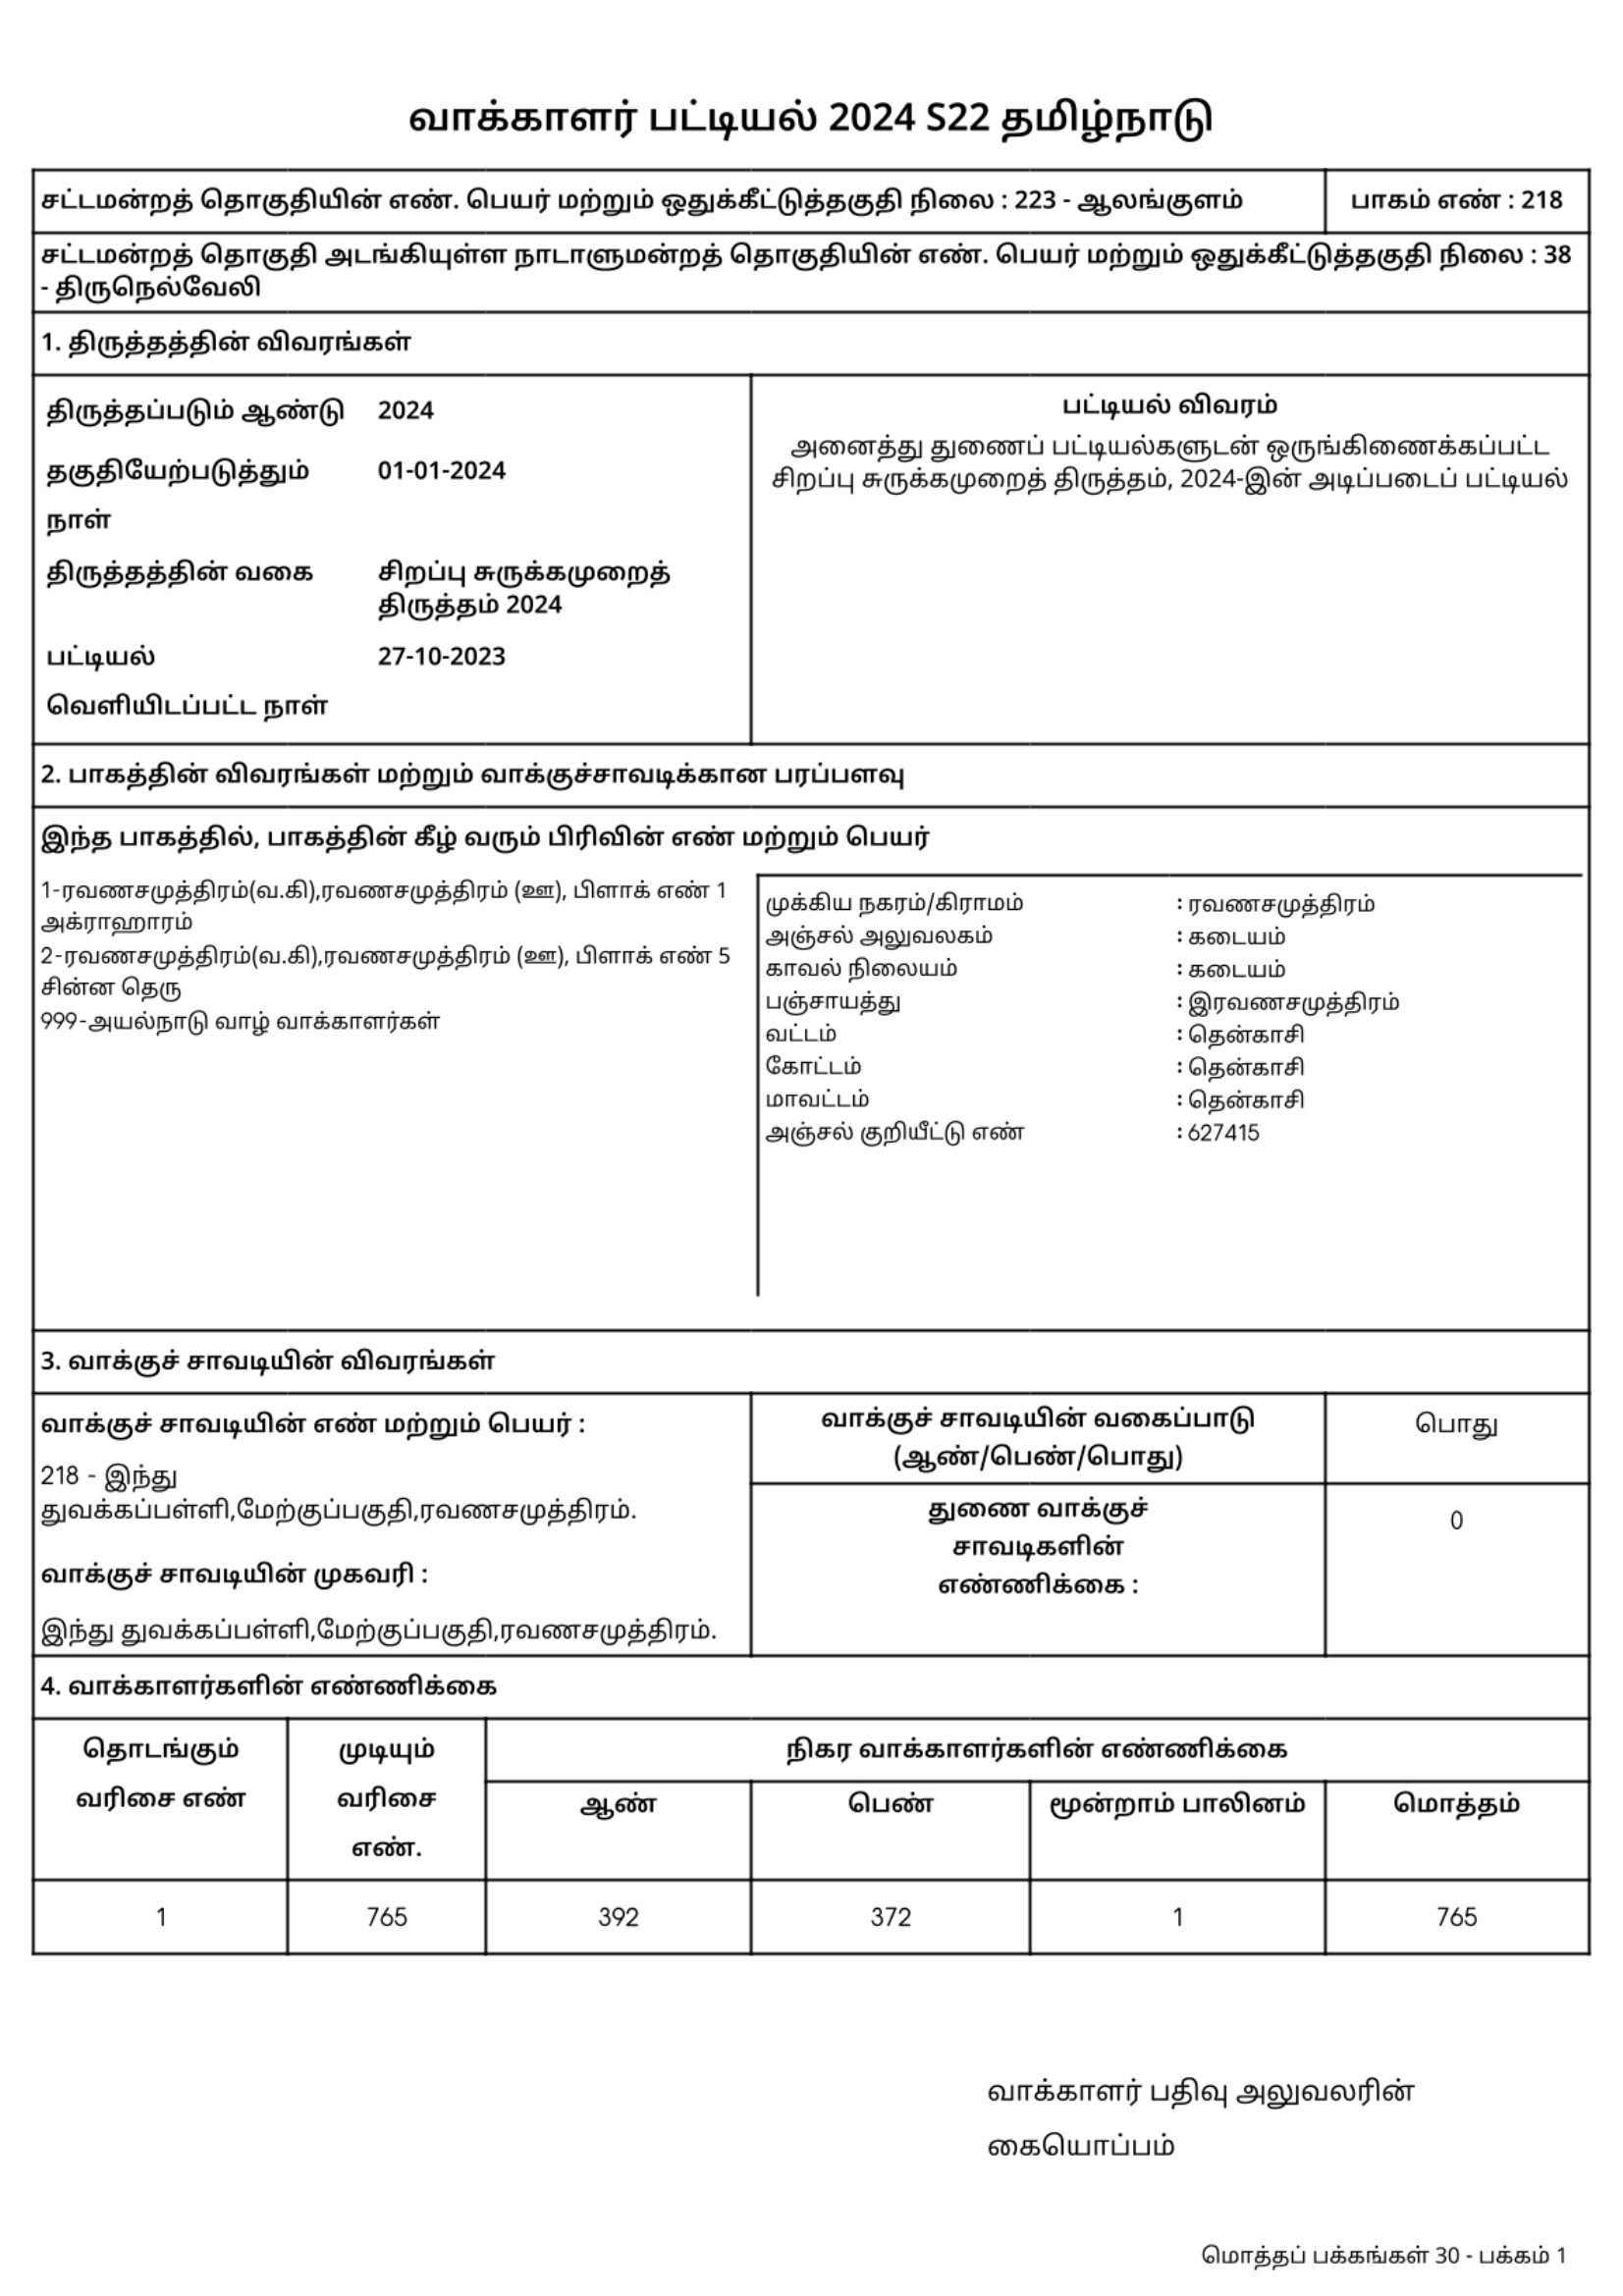 வாக்காளர் பட்டியல் 2024 S22 தமிழ்நாடு
சட்டமன்றத் தொகுதியின் எண். பெயர் மற்றும் ஒதுக்கீட்டுத்தகுதி நிலை : 223 - ஆலங்குளம்
பாகம் எண் : 218
சட்டமன்றத் தொகுதி அடங்கியுள்ள நாடாளுமன்றத் தொகுதியின் எண். பெயர் மற்றும் ஒதுக்கீட்டுத்தகுதி நிலை : 38
- திருநெல்வேலி
1. திருத்தத்தின் விவரங்கள்
திருத்தப்படும் ஆண்டு 2024
தகுதியேற்படுத்தும் 01-01-2024
நாள்
திருத்தத்தின் வகை சிறப்பு சுருக்கமுறைத்
திருத்தம் 2024
பட்டியல் 27-10-2023
வெளியிடப்பட்ட நாள்
பட்டியல் விவரம்
அனைத்து துணைப் பட்டியல்களுடன் ஒருங்கிணைக்கப்பட்ட
சிறப்பு சுருக்கமுறைத் திருத்தம், 2024-இன் அடிப்படைப் பட்டியல்
2. பாகத்தின் விவரங்கள் மற்றும் வாக்குச்சாவடிக்கான பரப்பளவு
இந்த பாகத்தில், பாகத்தின் கீழ் வரும் பிரிவின் எண் மற்றும் பெயர்
1-ரவணசமுத்திரம்(வ.கி),ரவணசமுத்திரம் (ஊ), பிளாக் எண் 1
அக்ராஹாரம்
2-ரவணசமுத்திரம்(வ.கி),ரவணசமுத்திரம் (ஊ), பிளாக் எண் 5
சின்ன தெரு
999-அயல்நாடு வாழ் வாக்காளர்கள்
முக்கிய நகரம்/கிராமம் : ரவணசமுத்திரம்
அஞ்சல் அலுவலகம் : கடையம்
காவல் நிலையம் : கடையம்
பஞ்சாயத்து : இரவணசமுத்திரம்
வட்டம் : தென்காசி
கோட்டம் : தென்காசி
மாவட்டம் : தென்காசி
அஞ்சல் குறியீட்டு எண் : 627415
3. வாக்குச் சாவடியின் விவரங்கள்
வாக்குச் சாவடியின் எண் மற்றும் பெயர் :
218 - இந்து
துவக்கப்பள்ளி,மேற்குப்பகுதி,ரவணசமுத்திரம்.
வாக்குச் சாவடியின் முகவரி :
இந்து துவக்கப்பள்ளி,மேற்குப்பகுதி,ரவணசமுத்திரம்.
வாக்குச் சாவடியின் வகைப்பாடு
(ஆண்/பெண்/பொது)
பொது
துணை வாக்குச்
சாவடிகளின்
எண்ணிக்கை :
0
4. வாக்காளர்களின் எண்ணிக்கை
தொடங்கும்
வரிசை எண்
முடியும்
வரிசை
எண்.
நிகர வாக்காளர்களின் எண்ணிக்கை
ஆண் பெண் மூன்றாம் பாலினம் மொத்தம்
1 765 392 372 1 765
வாக்காளர் பதிவு அலுவலரின்
கையொப்பம்
மொத்தப் பக்கங்கள் 30 - பக்கம் 1